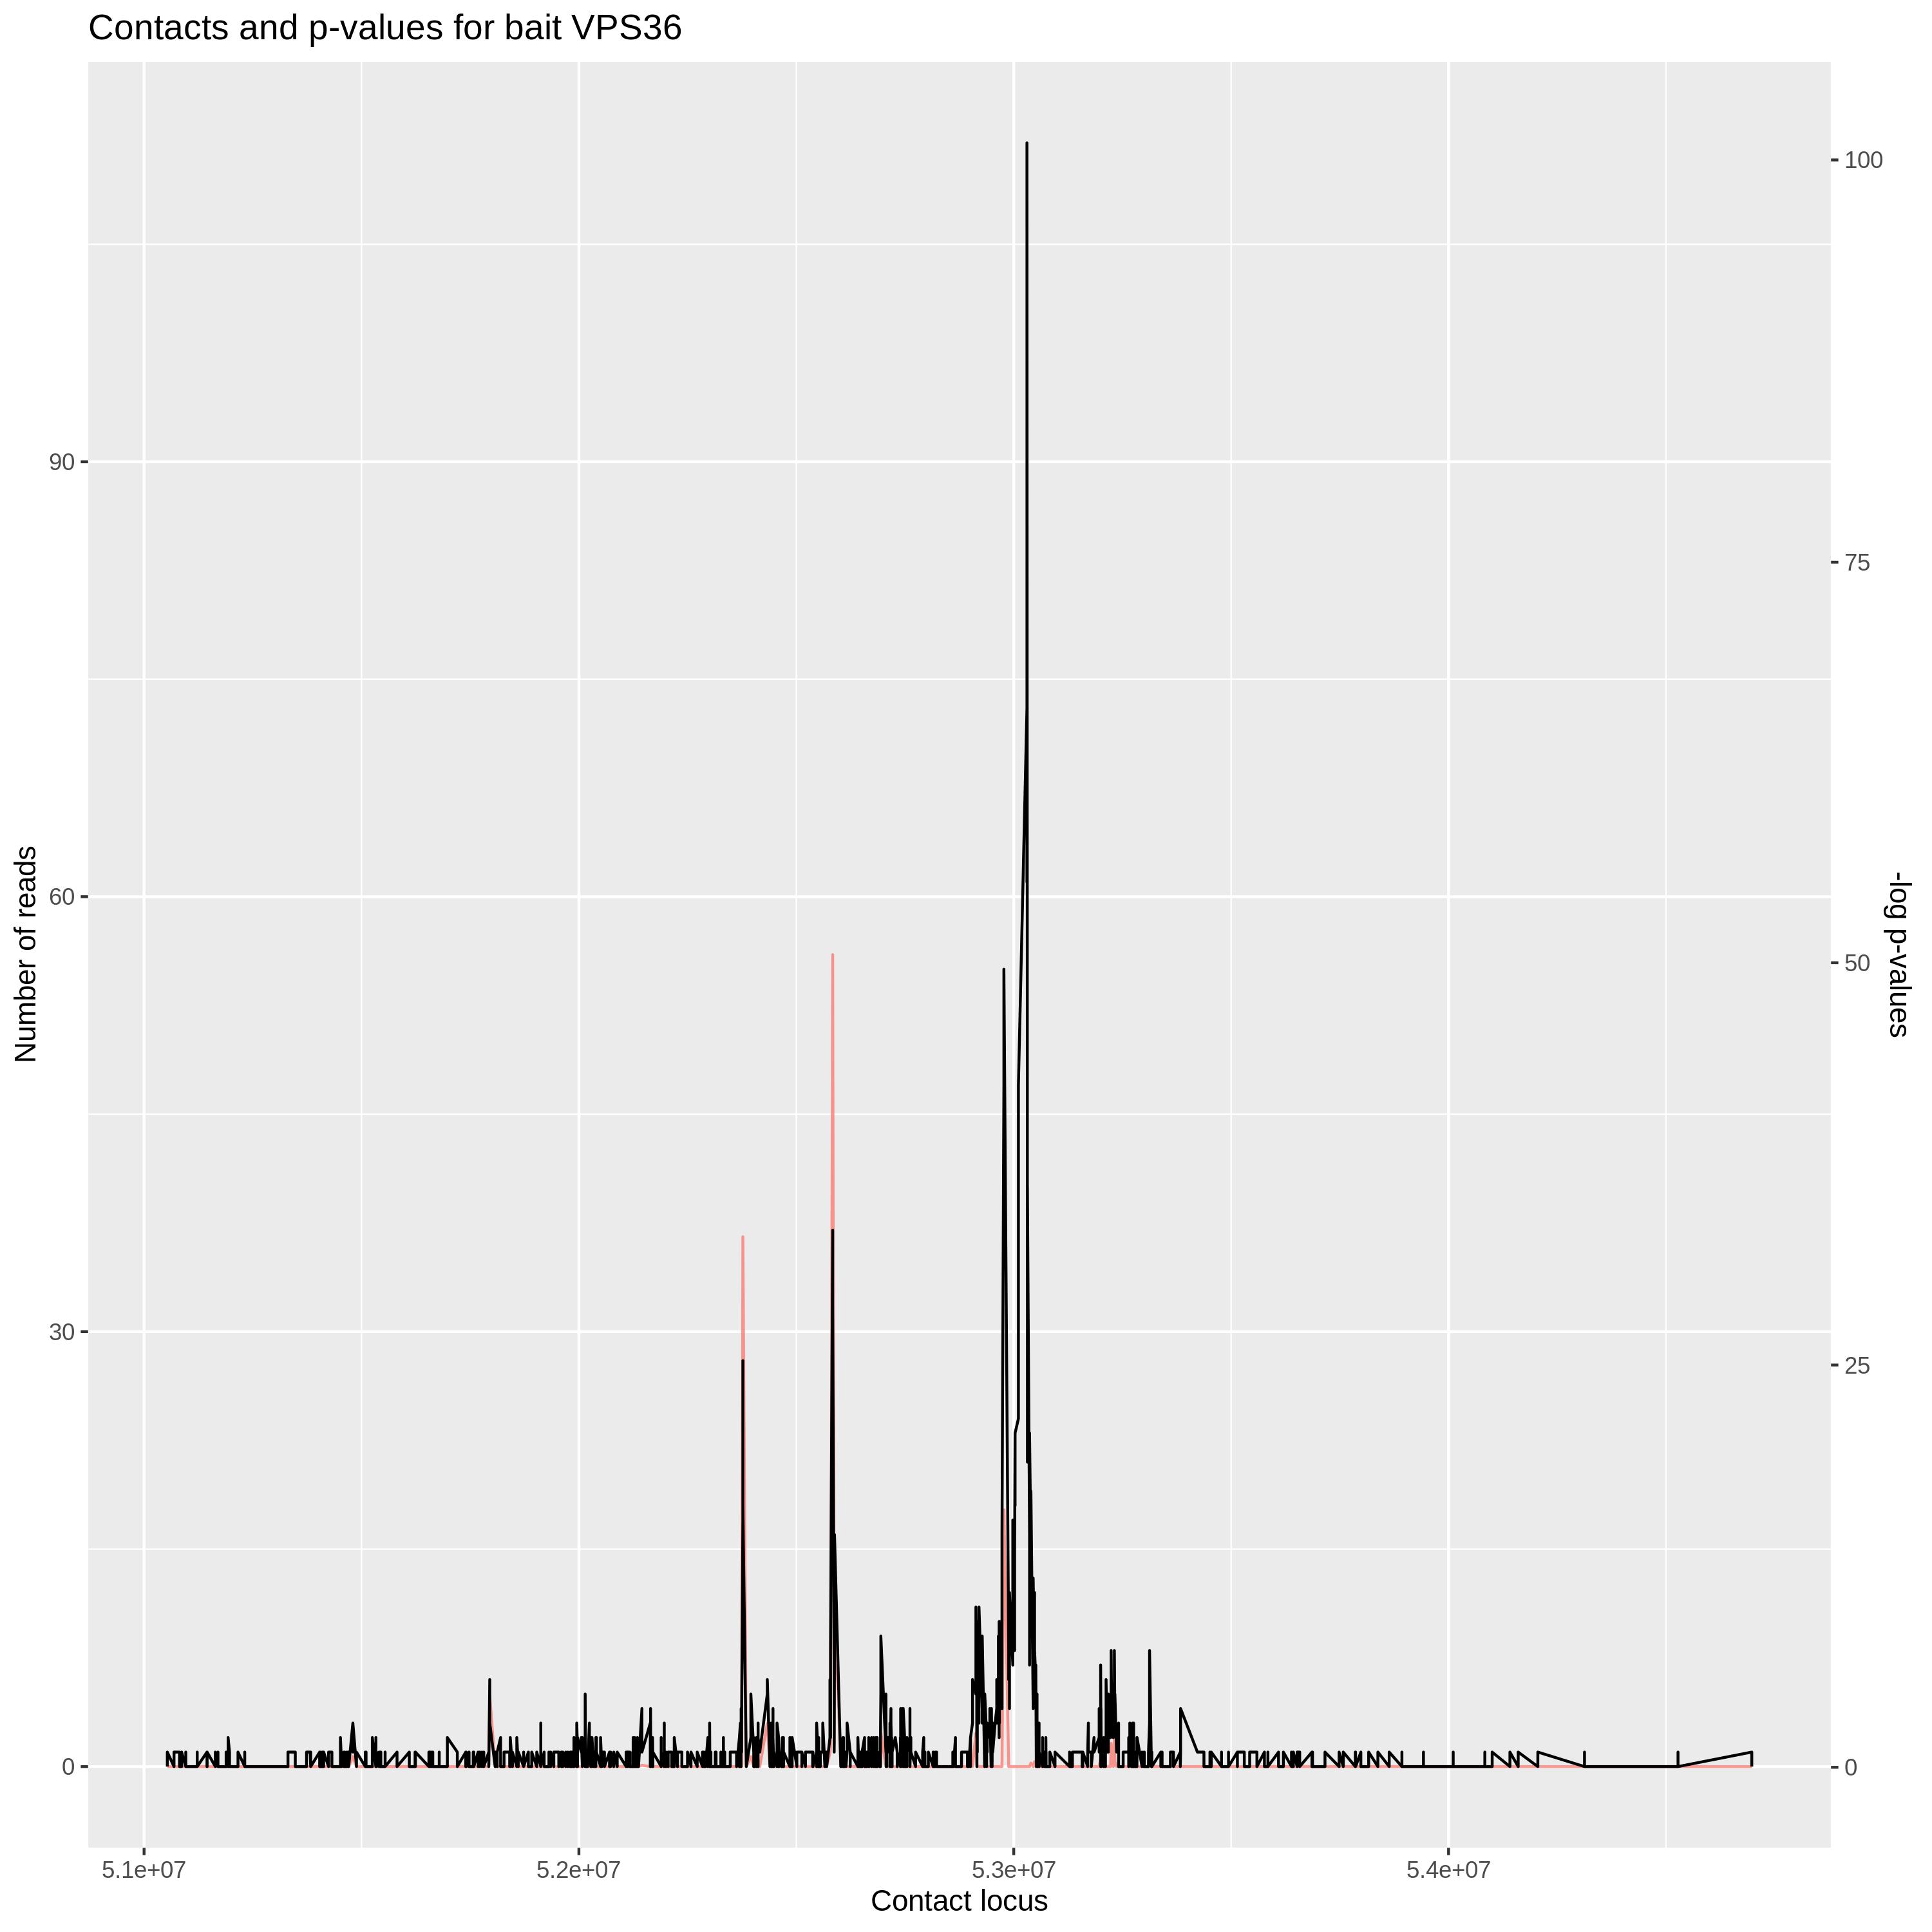 Contacts and p-values for bait VPS36
Number of reads
90
60
30
0
100
75
50
25
0
-log p-values
5.1e+07
5.2e+07
5.3e+07
5.4e+07
Contact locus